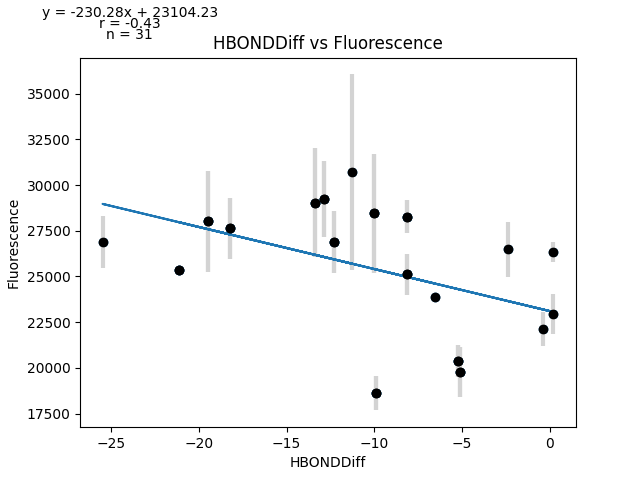 y = -230.28x + 23104.23
r = -0.43
n = 31
HBONDDiff vs Fluorescence
35000
32500
30000
27500
25000
22500
20000
17500
Fluorescence
−25
−20
−15
−10
−5
0
HBONDDiff